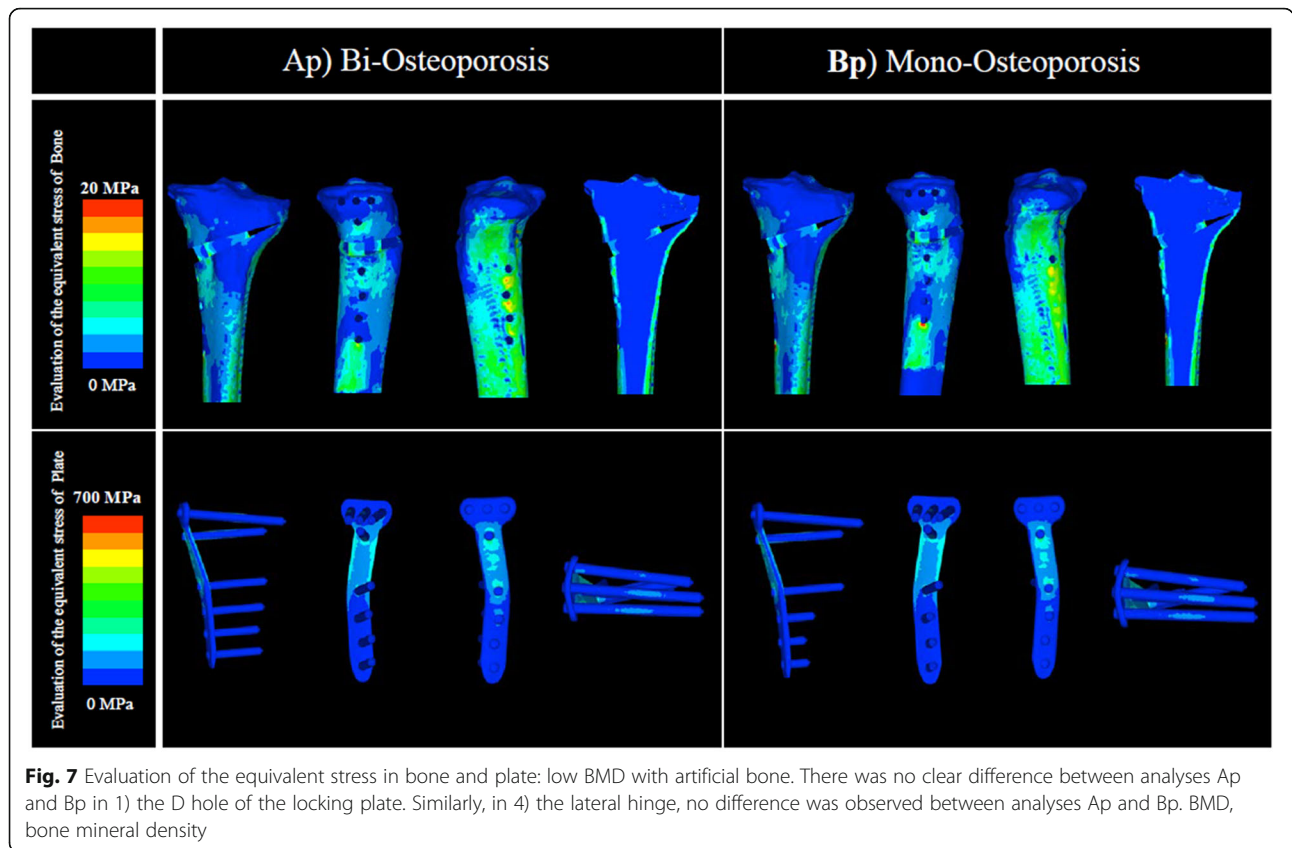 Ap) Bi-Osteoporosis
Bp) Mono-Osteoporosis
Evaluation of the equivalent stress of Bone
20 MPa
0 MPa
Evaluation of the equivalent stress of Plate
700 MPa
0 MPa
Fig. 7 Evaluation of the equivalent stress in bone and plate: low BMD with artificial bone. There was no clear difference between analyses Ap
and Bp in 1) the D hole of the locking plate. Similarly, in 4) the lateral hinge, no difference was observed between analyses Ap and Bp. BMD,
bone mineral density